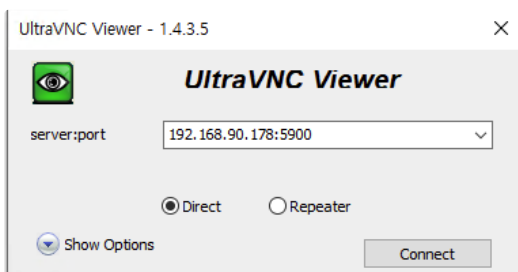 UltraVNC Viewer - 1.4.3.5
UltraVNC Viewer
server:port
192.168.90.178:5900
Direct
Repeater
Show Options
Connect